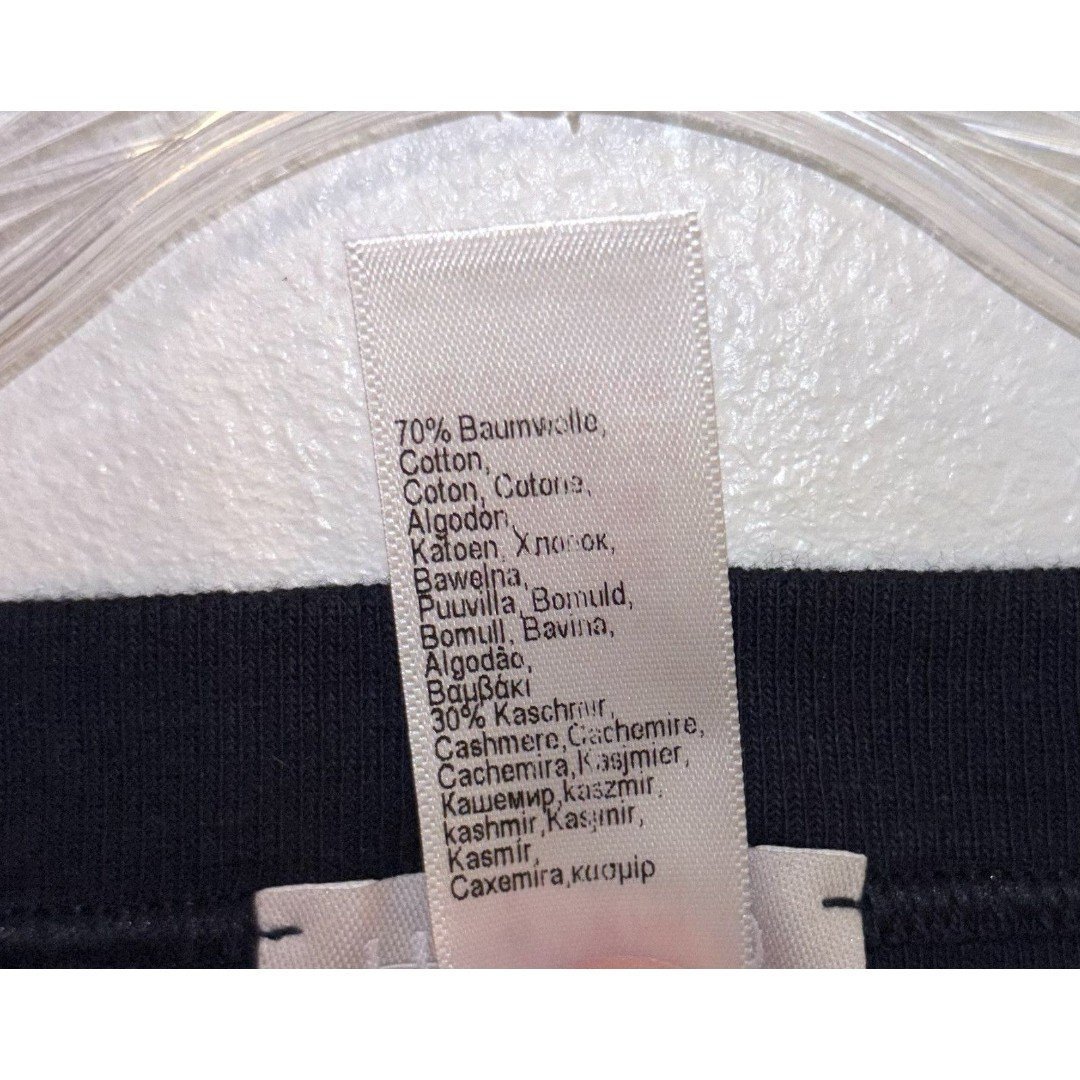 70% Baumwolle,
Cotton,
Coton, Cotone,
Algodon,
Katoen, Хлопок,
Bawełna,
Puuvilla, Bomuld,
Bomull, Bavlna,
Algodão,
Βαμβάκι
30% Kaschmir,
Cashmere,Cachemire,
Cachemira,Kasjmier,
Кашемир,kaszmir,
kashmir,Kasjmir,
Kasmír,
Caxemira,κασμίρ